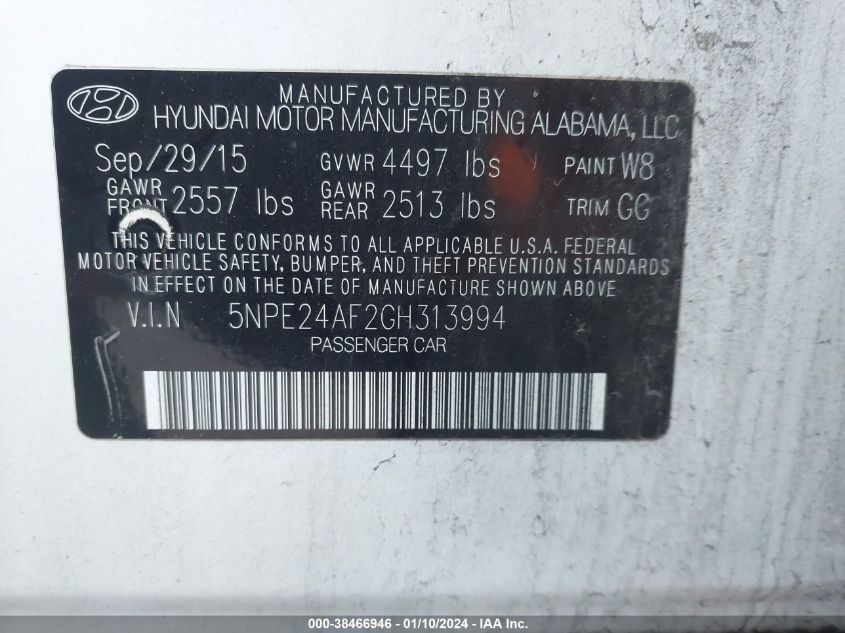 MANUFACTURED BY
HYUNDAI MOTOR MANUFACTURING ALABAMA, LLC
Sep/29/15 GVWR 4497 lbs PAINT W8
GAWR FRONT 2557 lbs GAWR REAR 2513 lbs TRIM GG
THIS VEHICLE CONFORMS TO ALL APPLICABLE U.S.A. FEDERAL
MOTOR VEHICLE SAFETY, BUMPER, AND THEFT PREVENTION STANDARDS
IN EFFECT ON THE DATE OF MANUFACTURE SHOWN ABOVE.
V.I.N 5NPE24AF2GH313994
PASSENGER CAR
000-38466946 - 01/10/2024 - IAA Inc.